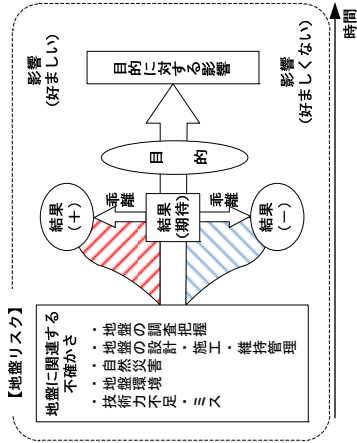 【地盤リスク】
地盤に関連する
不確かさ
・地盤の調査把握
・地盤の設計・施工・維持管理
・自然災害
・地盤環境
・技術力不足・ミス
結果
(+)
乖離
結果
(期待)
乖離
結果
(-)
目的
目的に対する影響
影響
(好ましい)
影響
(好ましくない)
時間